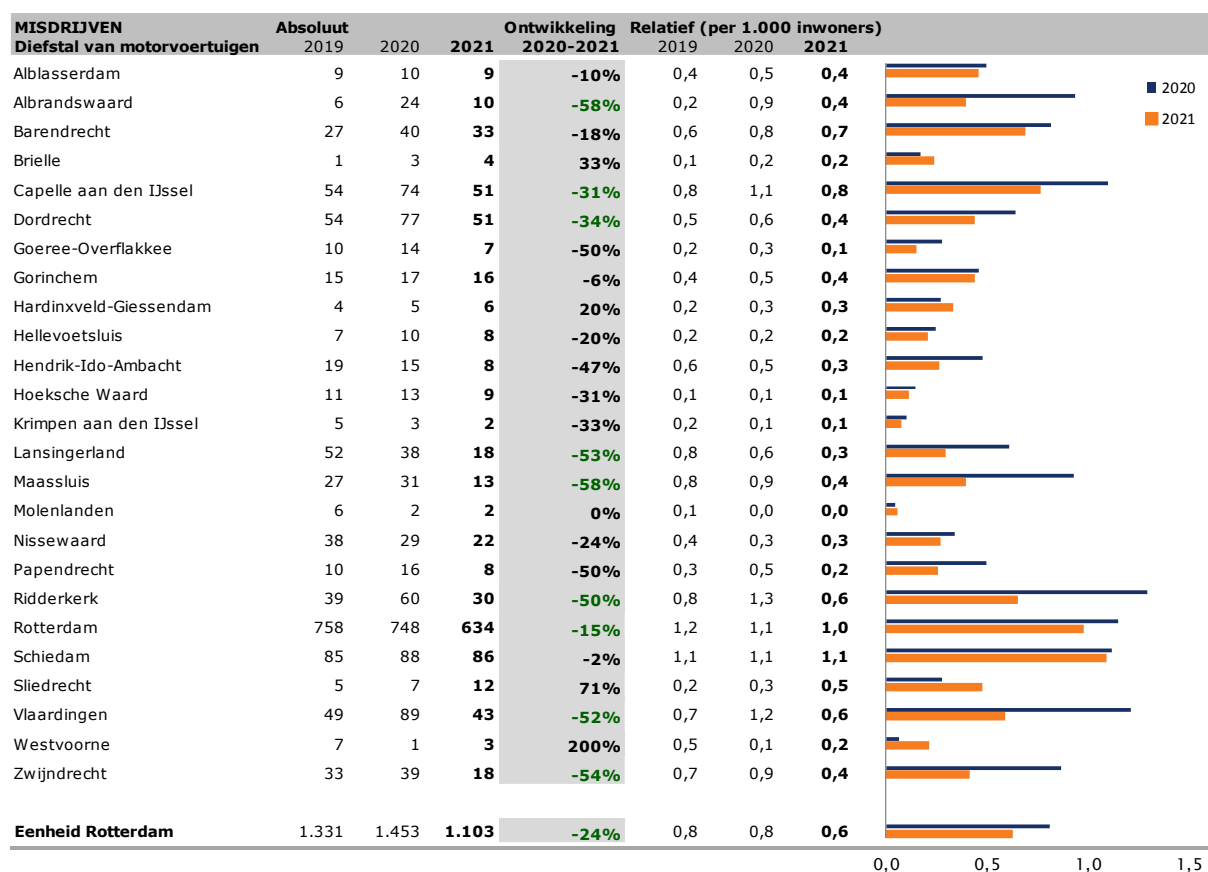 MISDRIJVEN Absoluut Ontwikkeling Relatief (per 1.000 inwoners)
Diefstal van motorvoertuigen 2019 2020 2021 2020-2021 2019 2020 2021
Alblasserdam 9 10 9 -10% 0,4 0,5 0,4
2020
Albrandswaard 6 24 10 -58% 0,2 0,9 0,4
2021
Barendrecht 27 40 33 -18% 0,6 0,8 0,7
Brielle 1 3 4 33% 0,1 0,2 0,2
Capelle aan den IJssel 54 74 51 -31% 0,8 1,1 0,8
Dordrecht 54 77 51 -34% 0,5 0,6 0,4
Goeree-Overflakkee 10 14 7 -50% 0,2 0,3 0,1
Gorinchem 15 17 16 -6% 0,4 0,5 0,4
Hardinxveld-Giessendam 4 5 6 20% 0,2 0,3 0,3
Hellevoetsluis 7 10 8 -20% 0,2 0,2 0,2
Hendrik-Ido-Ambacht 19 15 8 -47% 0,6 0,5 0,3
Hoeksche Waard 11 13 9 -31% 0,1 0,1 0,1
Krimpen aan den IJssel 5 3 2 -33% 0,2 0,1 0,1
Lansingerland 52 38 18 -53% 0,8 0,6 0,3
Maassluis 27 31 13 -58% 0,8 0,9 0,4
Molenlanden 6 2 2 0% 0,1 0,0 0,0
Nissewaard 38 29 22 -24% 0,4 0,3 0,3
Papendrecht 10 16 8 -50% 0,3 0,5 0,2
Ridderkerk 39 60 30 -50% 0,8 1,3 0,6
Rotterdam 758 748 634 -15% 1,2 1,1 1,0
Schiedam 85 88 86 -2% 1,1 1,1 1,1
Sliedrecht 5 7 12 71% 0,2 0,3 0,5
Vlaardingen 49 89 43 -52% 0,7 1,2 0,6
Westvoorne 7 1 3 200% 0,5 0,1 0,2
Zwijndrecht 33 39 18 -54% 0,7 0,9 0,4
Eenheid Rotterdam 1.331 1.453 1.103 -24% 0,8 0,8 0,6
0,0 0,5 1,0 1,5